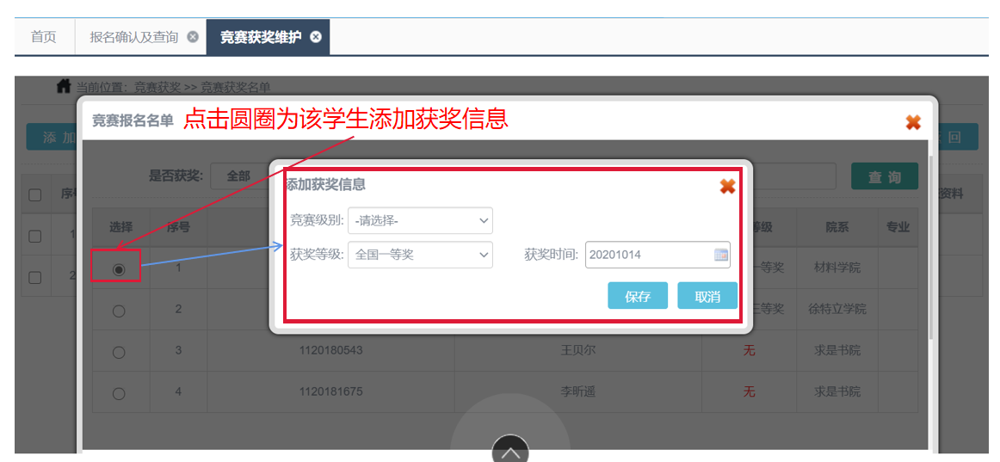 首页 报名确认及查询 竞赛获奖维护
当前位置: 竞赛获奖 >> 竞赛获奖名单
竞赛报名名单 点击圆圈为该学生添加获奖信息
添 加 回
是否获奖: 全部 查 询
添加获奖信息
序 资料
竞赛级别: -请选择-
选择 序号 等级 院系 专业
获奖等级: 全国一等奖 获奖时间: 20201014
1 1 一等奖 材料学院
2
保存 取消
2 三等奖 徐特立学院
3 1120180543 王贝尔 无 求是书院
4 1120181675 李昕遥 无 求是书院